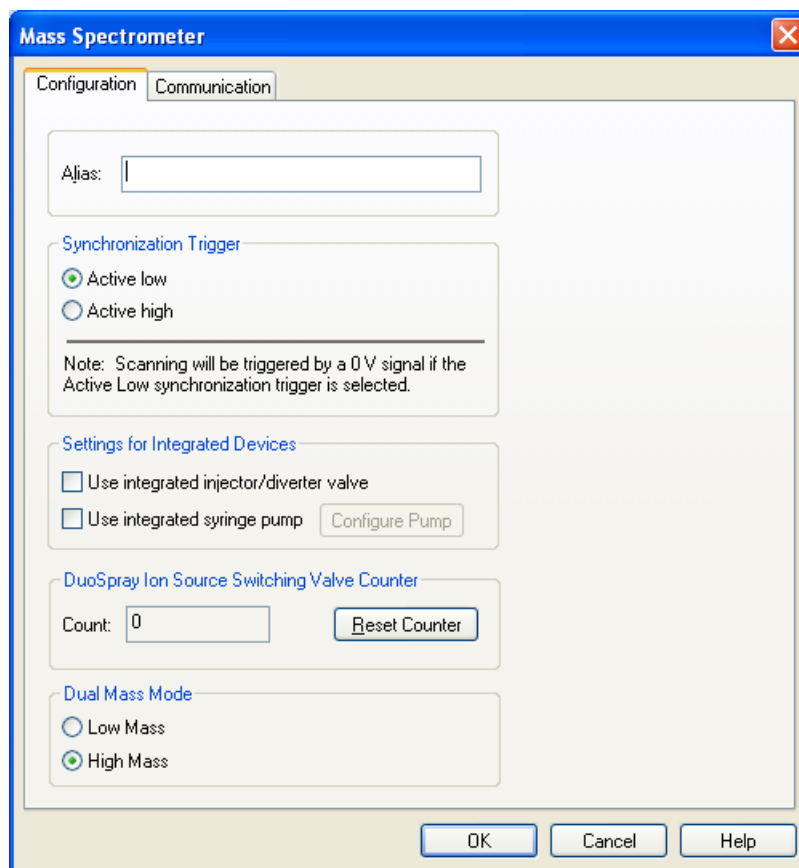 Mass Spectrometer
Configuration
Communication
Alias:
Synchronization Trigger
Active low
Active high
Note: Scanning will be triggered by a 0 V signal if the
Active Low synchronization trigger is selected.
Settings for Integrated Devices
Use integrated injector/diverter valve
Use integrated syringe pump Configure Pump
DuoSpray Ion Source Switching Valve Counter
Count: 0 Reset Counter
Dual Mass Mode
Low Mass
High Mass
OK Cancel Help